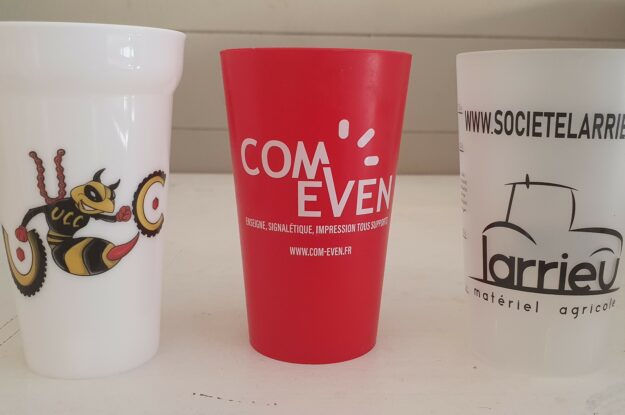 UCC
COM
EVEN
ENSEIGNE, SIGNALÉTIQUE, IMPRESSION TOUS SUPPORTS
WWW.COM-EVEN.FR
WWW.SOCIETELARRIE
larrieu
matériel agricole